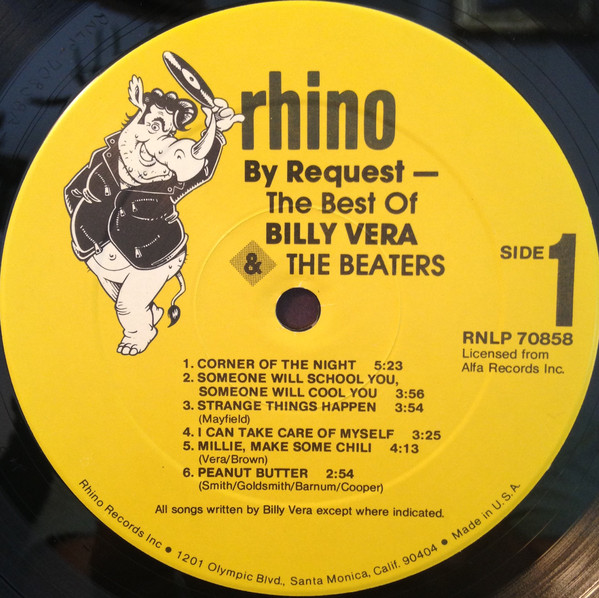 rhino
By Request —
The Best Of
BILLY VERA
& THE BEATERS
SIDE 1
RNLP 70858
Licensed from
Alfa Records Inc.
1. CORNER OF THE NIGHT 5:23
2. SOMEONE WILL SCHOOL YOU,
SOMEONE WILL COOL YOU 3:56
3. STRANGE THINGS HAPPEN 3:54
(Mayfield)
4. I CAN TAKE CARE OF MYSELF 3:25
5. MILLIE, MAKE SOME CHILI 4:13
(Vera/Brown)
6. PEANUT BUTTER 2:54
(Smith/Goldsmith/Barnum/Cooper)
All songs written by Billy Vera except where indicated.
Rhino Records Inc • 1201 Olympic Blvd., Santa Monica, Calif. 90404 • Made in U.S.A.